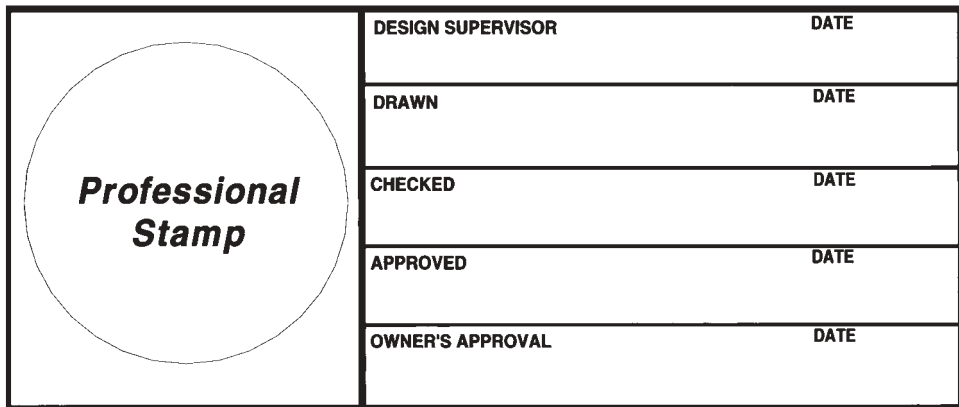 Professional
Stamp
DESIGN SUPERVISOR DATE
DRAWN DATE
CHECKED DATE
APPROVED DATE
OWNER'S APPROVAL DATE